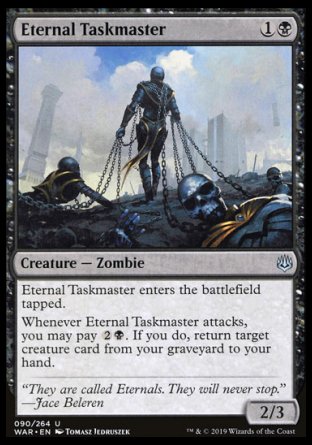 Eternal Taskmaster 1
Creature — Zombie
Eternal Taskmaster enters the battlefield
tapped.
Whenever Eternal Taskmaster attacks,
you may pay 2. If you do, return target
creature card from your graveyard to your
hand.
“They are called Eternals. They will never stop.”
—Jace Beleren
2/3
090/264 U
WAR • EN Tomasz Jedruszek
™ & © 2019 Wizards of the Coast